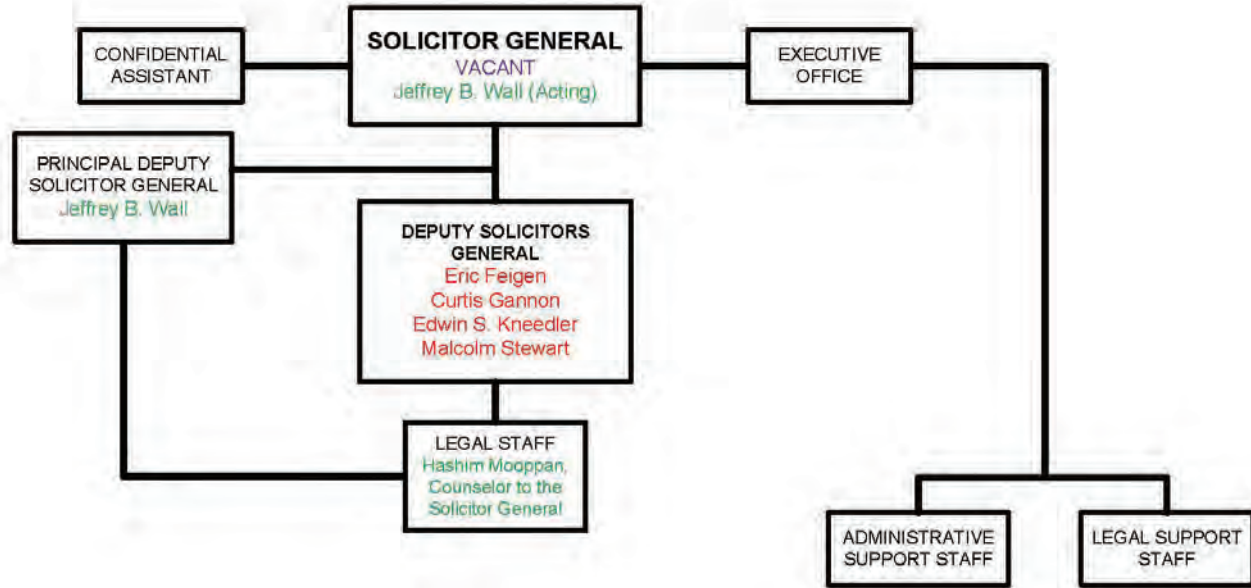 CONFIDENTIAL
ASSISTANT
SOLICITOR GENERAL
VACANT
Jeffrey B. Wall (Acting)
EXECUTIVE
OFFICE
PRINCIPAL DEPUTY
SOLICITOR GENERAL
Jeffrey B. Wall
DEPUTY SOLICITORS
GENERAL
Eric Feigen
Curtis Gannon
Edwin S. Kneedler
Malcolm Stewart
LEGAL STAFF
Hashim Mooppan,
Counselor to the
Solicitor General
ADMINISTRATIVE
SUPPORT STAFF
LEGAL SUPPORT
STAFF